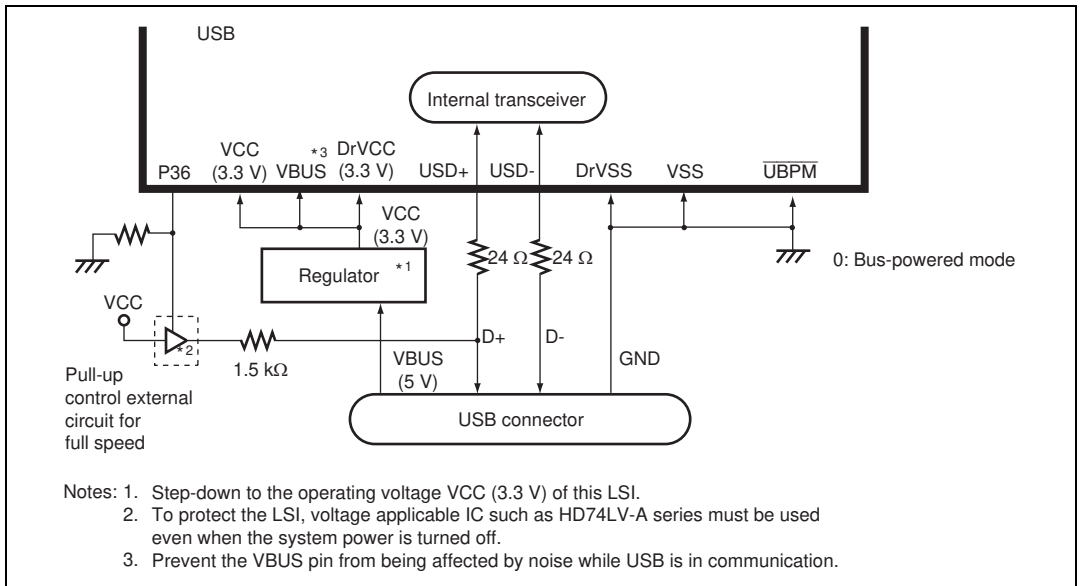 USB
Internal transceiver
P36
VCC
(3.3 V)
*3
VBUS
DrVCC
(3.3 V)
USD+
USD-
DrVSS
VSS
UBPM
VCC
(3.3 V)
Regulator *1
24 Ω
24 Ω
0: Bus-powered mode
VCC
*2
1.5 kΩ
D+
D-
VBUS
(5 V)
GND
Pull-up
control external
circuit for
full speed
USB connector
Notes: 1. Step-down to the operating voltage VCC (3.3 V) of this LSI.
2. To protect the LSI, voltage applicable IC such as HD74LV-A series must be used
even when the system power is turned off.
3. Prevent the VBUS pin from being affected by noise while USB is in communication.